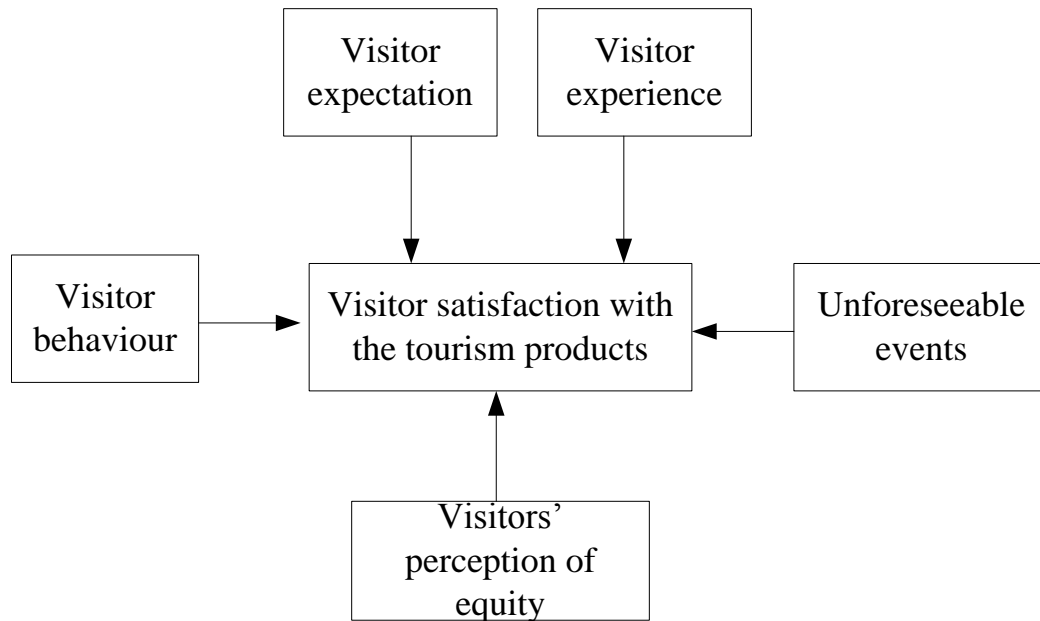 Visitor
expectation
Visitor
experience
Visitor
behaviour
Visitor satisfaction with
the tourism products
Unforeseeable
events
Visitors’
perception of
equity